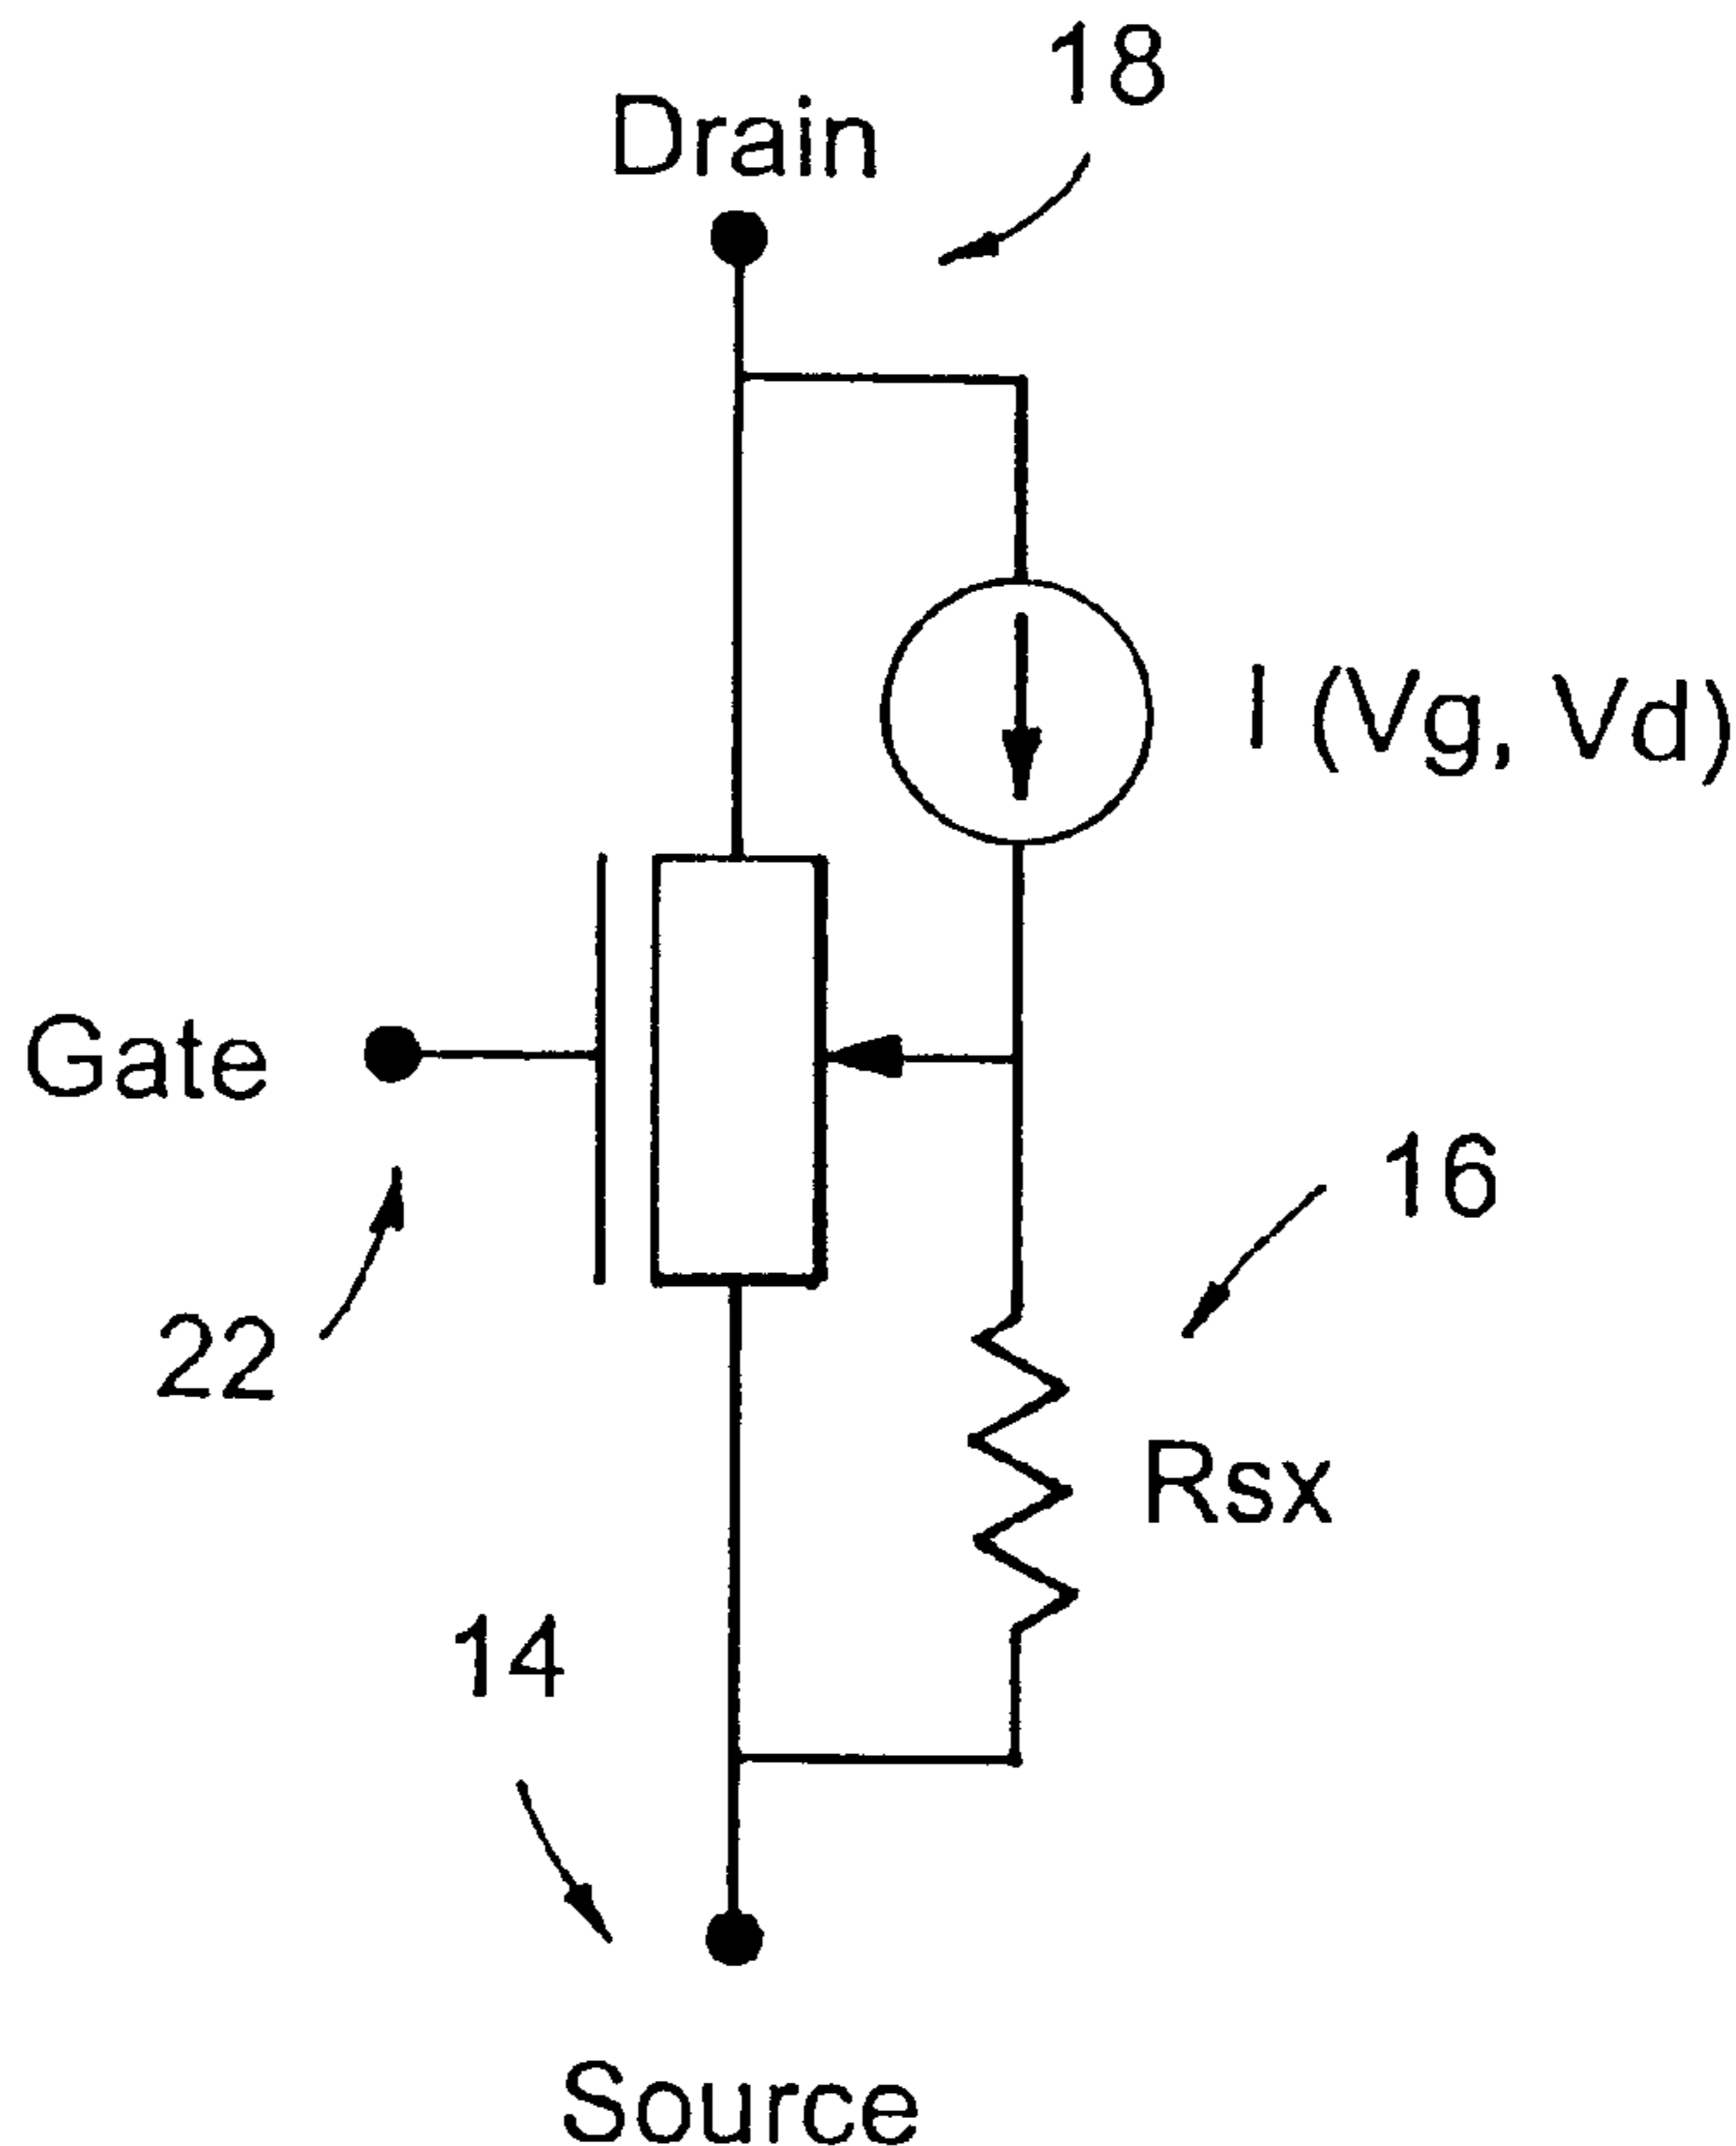 18
Drain
I (Vg, Vd)
Gate
16
22
Rsx
14
Source